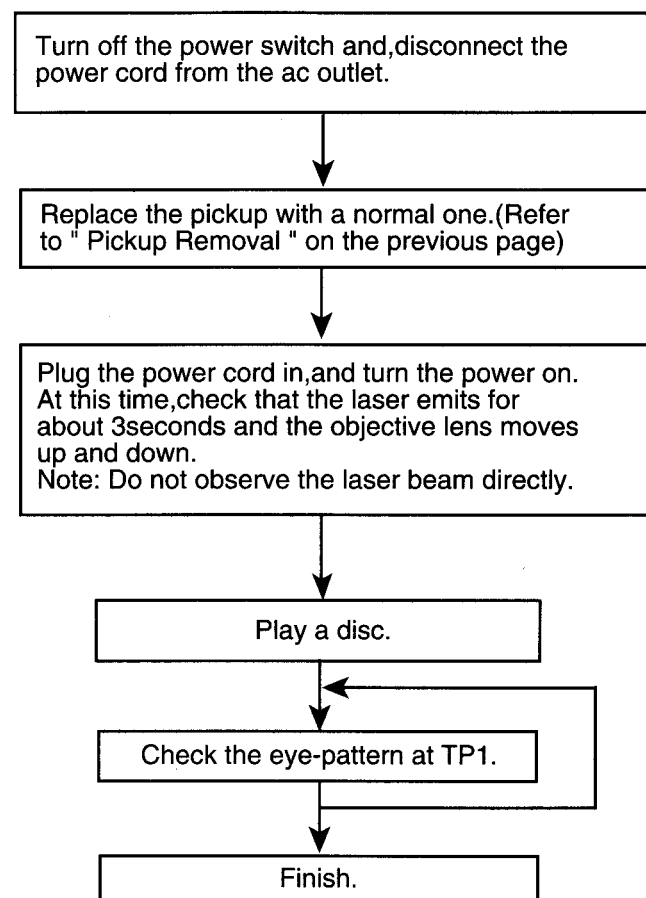 Turn off the power switch and,disconnect the
power cord from the ac outlet.
Replace the pickup with a normal one.(Refer
to " Pickup Removal " on the previous page)
Plug the power cord in,and turn the power on.
At this time,check that the laser emits for
about 3seconds and the objective lens moves
up and down.
Note: Do not observe the laser beam directly.
Play a disc.
Check the eye-pattern at TP1.
Finish.